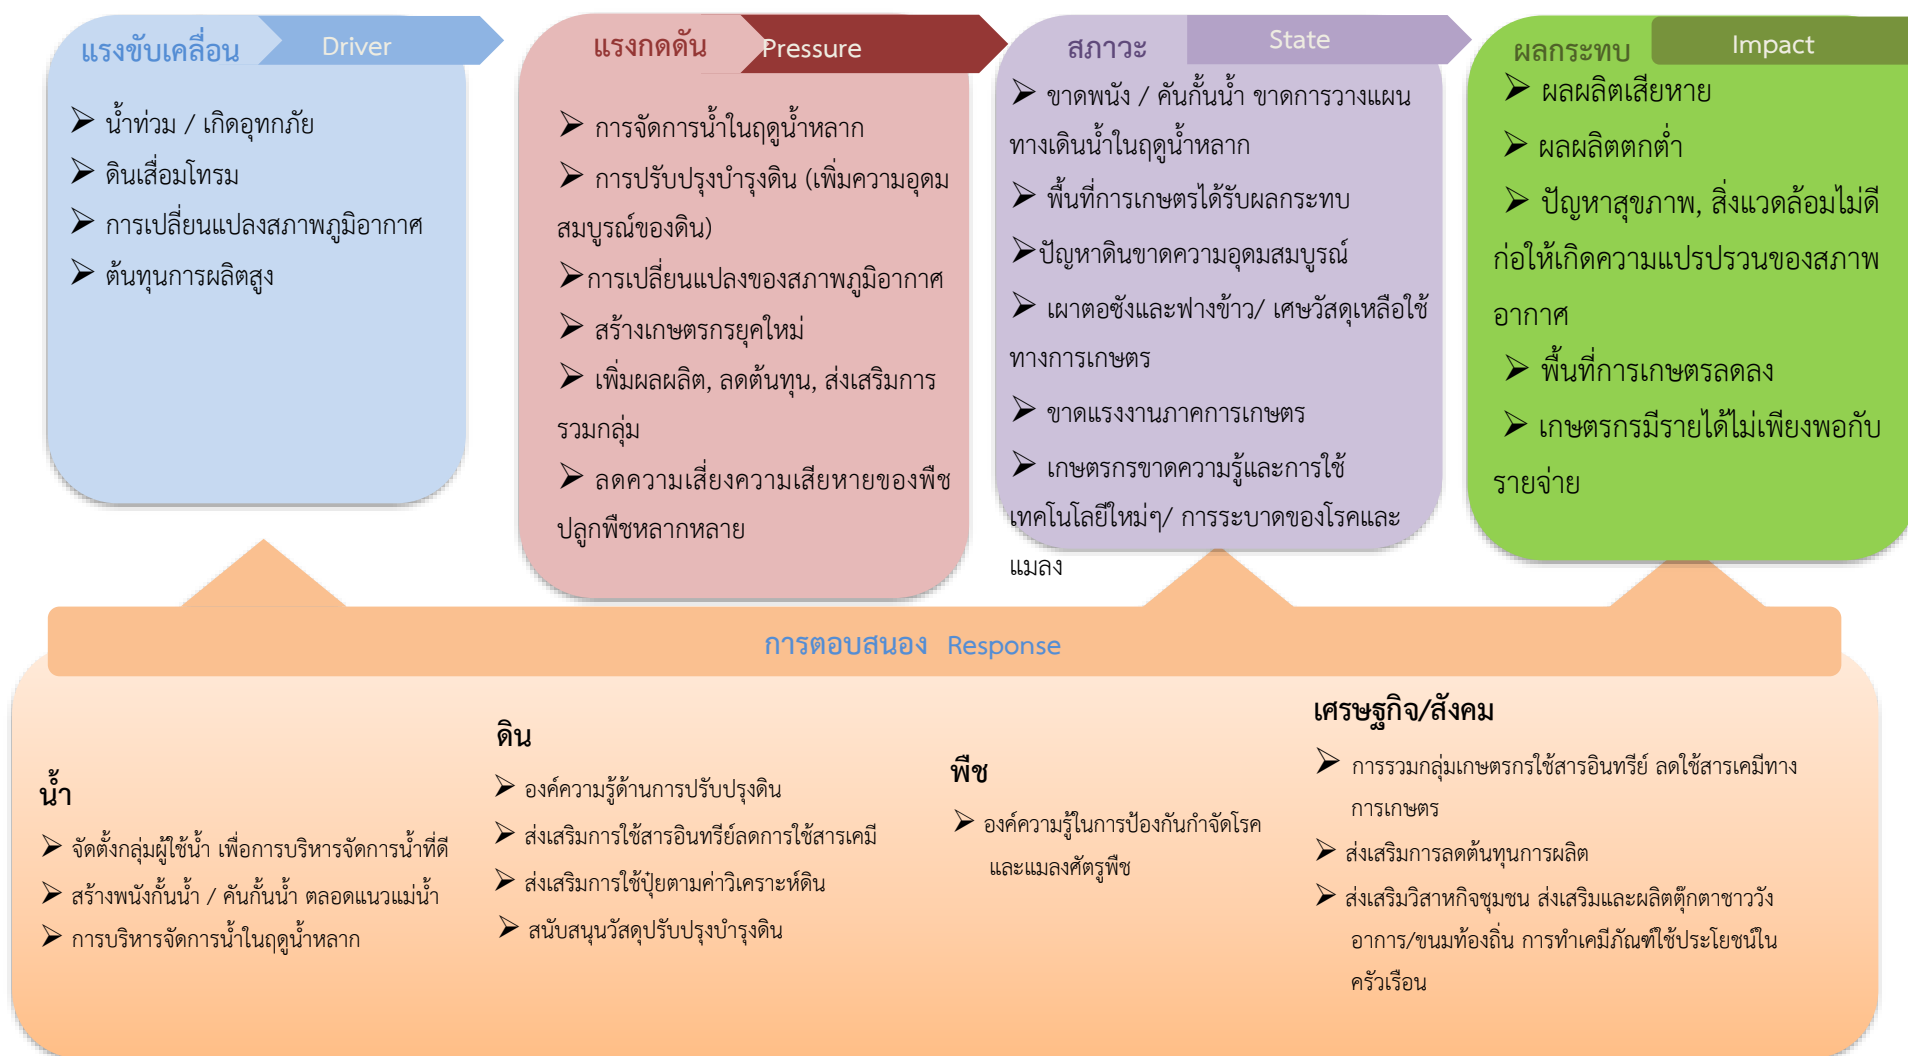 แรงขับเคลื่อน Driver
➢ น้ำท่วม / เกิดอุทกภัย
➢ ดินเสื่อมโทรม
➢ การเปลี่ยนแปลงสภาพภูมิอากาศ
➢ ต้นทุนการผลิตสูง
แรงกดดัน Pressure
➢ การจัดการน้ำในฤดูน้ำหลาก
➢ การปรับปรุงบำรุงดิน (เพิ่มความอุดม
สมบูรณ์ของดิน)
➢การเปลี่ยนแปลงของสภาพภูมิอากาศ
➢ สร้างเกษตรกรยุคใหม่
➢ เพิ่มผลผลิต, ลดต้นทุน, ส่งเสริมการ
รวมกลุ่ม
➢ ลดความเสี่ยงความเสียหายของพืช
ปลูกพืชหลากหลาย
สภาวะ State
➢ ขาดพนัง / คันกั้นน้ำ ขาดการวางแผน
ทางเดินน้ำในฤดูน้ำหลาก
➢ พื้นที่การเกษตรได้รับผลกระทบ
➢ปัญหาดินขาดความอุดมสมบูรณ์
➢ เผาตอซังและฟางข้าว/ เศษวัสดุเหลือใช้
ทางการเกษตร
➢ ขาดแรงงานภาคการเกษตร
➢ เกษตรกรขาดความรู้และการใช้
เทคโนโลยีใหม่ๆ/ การระบาดของโรคและ
แมลง
ผลกระทบ Impact
➢ ผลผลิตเสียหาย
➢ ผลผลิตตกต่ำ
➢ ปัญหาสุขภาพ, สิ่งแวดล้อมไม่ดี
ก่อให้เกิดความแปรปรวนของสภาพ
อากาศ
➢ พื้นที่การเกษตรลดลง
➢ เกษตรกรมีรายได้ไม่เพียงพอกับ
รายจ่าย
การตอบสนอง Response
น้ำ
➢ จัดตั้งกลุ่มผู้ใช้น้ำ เพื่อการบริหารจัดการน้ำที่ดี
➢ สร้างพนังกั้นน้ำ / คันกั้นน้ำ ตลอดแนวแม่น้ำ
➢ การบริหารจัดการน้ำในฤดูน้ำหลาก
ดิน
➢ องค์ความรู้ด้านการปรับปรุงดิน
➢ ส่งเสริมการใช้สารอินทรีย์ลดการใช้สารเคมี
➢ ส่งเสริมการใช้ปุ๋ยตามค่าวิเคราะห์ดิน
➢ สนับสนุนวัสดุปรับปรุงบำรุงดิน
พืช
➢ องค์ความรู้ในการป้องกันกำจัดโรค
และแมลงศัตรูพืช
เศรษฐกิจ/สังคม
➢ การรวมกลุ่มเกษตรกรใช้สารอินทรีย์ ลดใช้สารเคมีทาง
การเกษตร
➢ ส่งเสริมการลดต้นทุนการผลิต
➢ ส่งเสริมวิสาหกิจชุมชน ส่งเสริมและผลิตตุ๊กตาชาววัง
อาการ/ขนมท้องถิ่น การทำเคมีภัณฑ์ใช้ประโยชน์ใน
ครัวเรือน